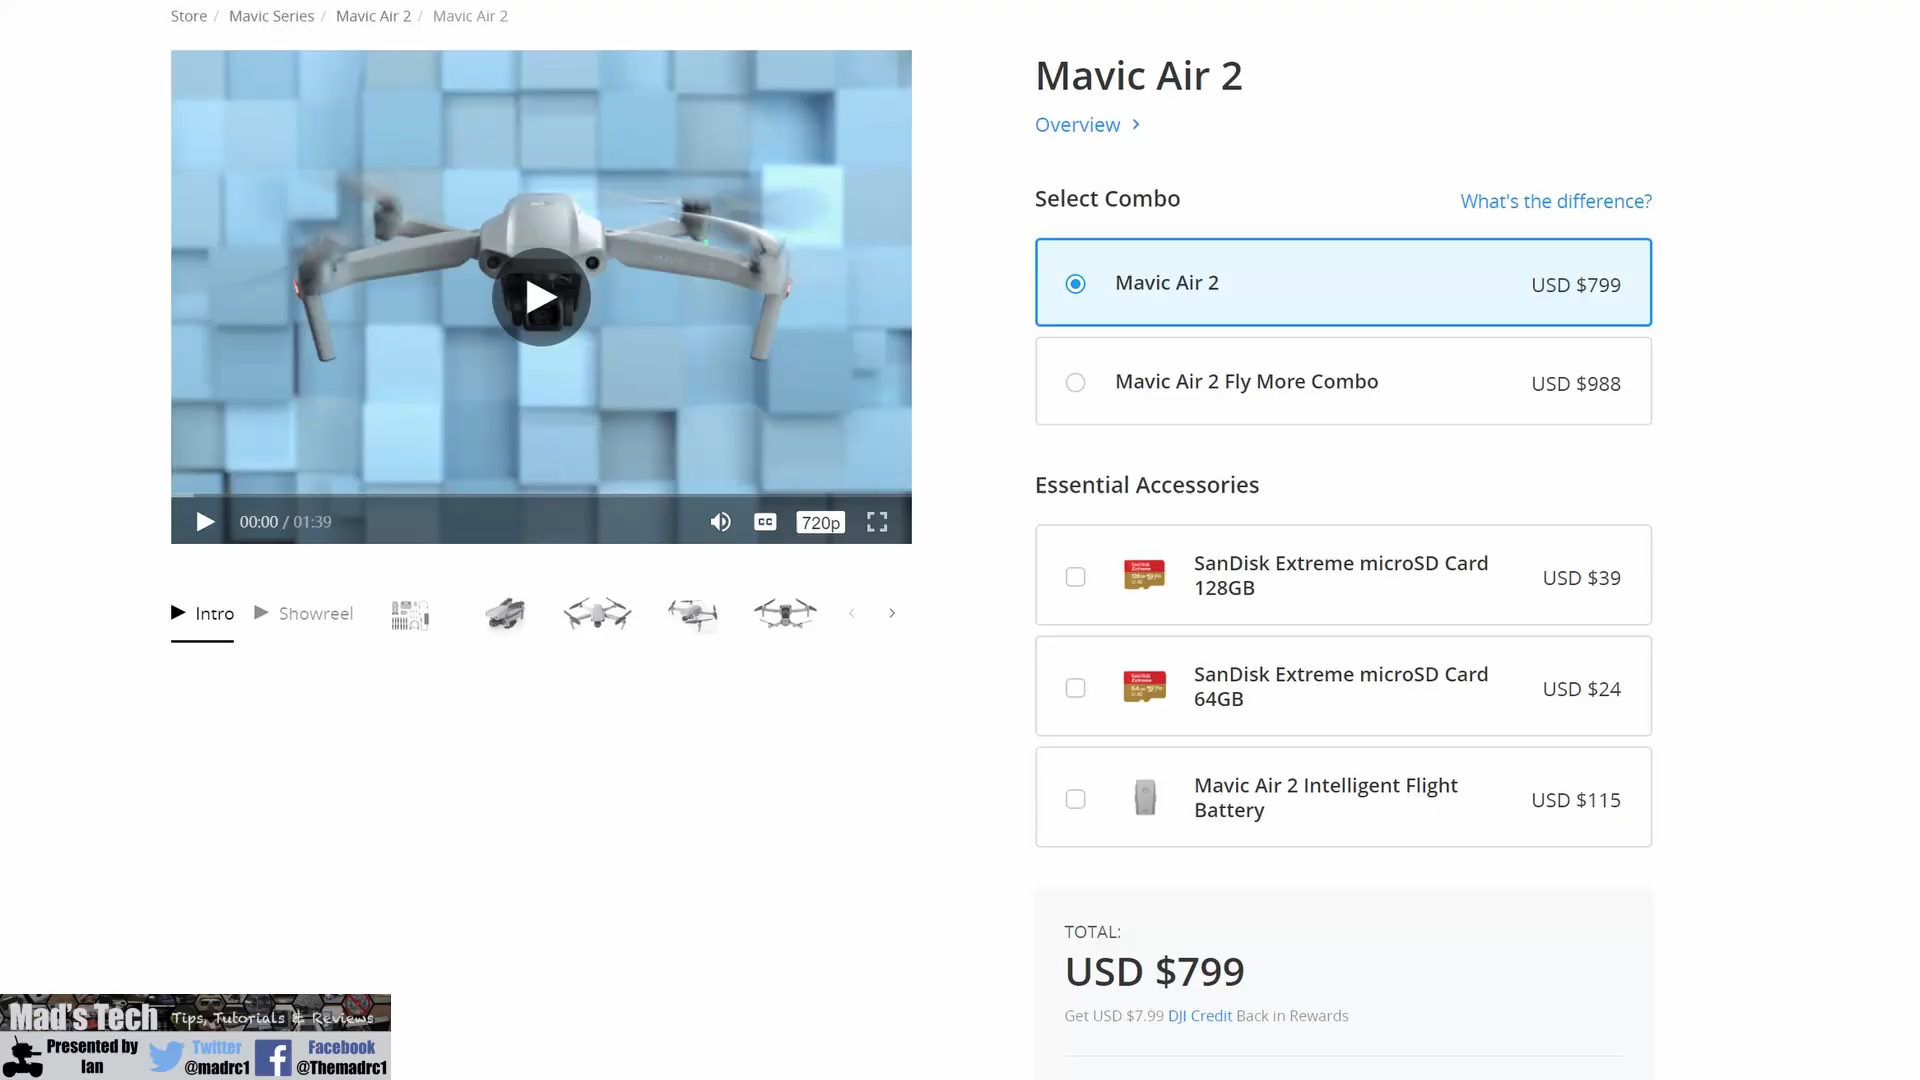 Store / Mavic Series / Mavic Air 2 / Mavic Air 2
Mavic Air 2
Overview >
Select Combo
What's the difference?
Mavic Air 2 USD $799
Mavic Air 2 Fly More Combo USD $988
Essential Accessories
SanDisk Extreme microSD Card
128GB
USD $39
SanDisk Extreme microSD Card
64GB
USD $24
Mavic Air 2 Intelligent Flight
Battery
USD $115
TOTAL:
USD $799
Get USD $7.99 DJI Credit Back in Rewards
MAVIC
00:00 / 01:39
CC
720p
Intro
Showreel
Mad's Tech Tips, Tutorials & Reviews
Presented by
Ian
Twitter
@madrc1
Facebook
@Themadrc1